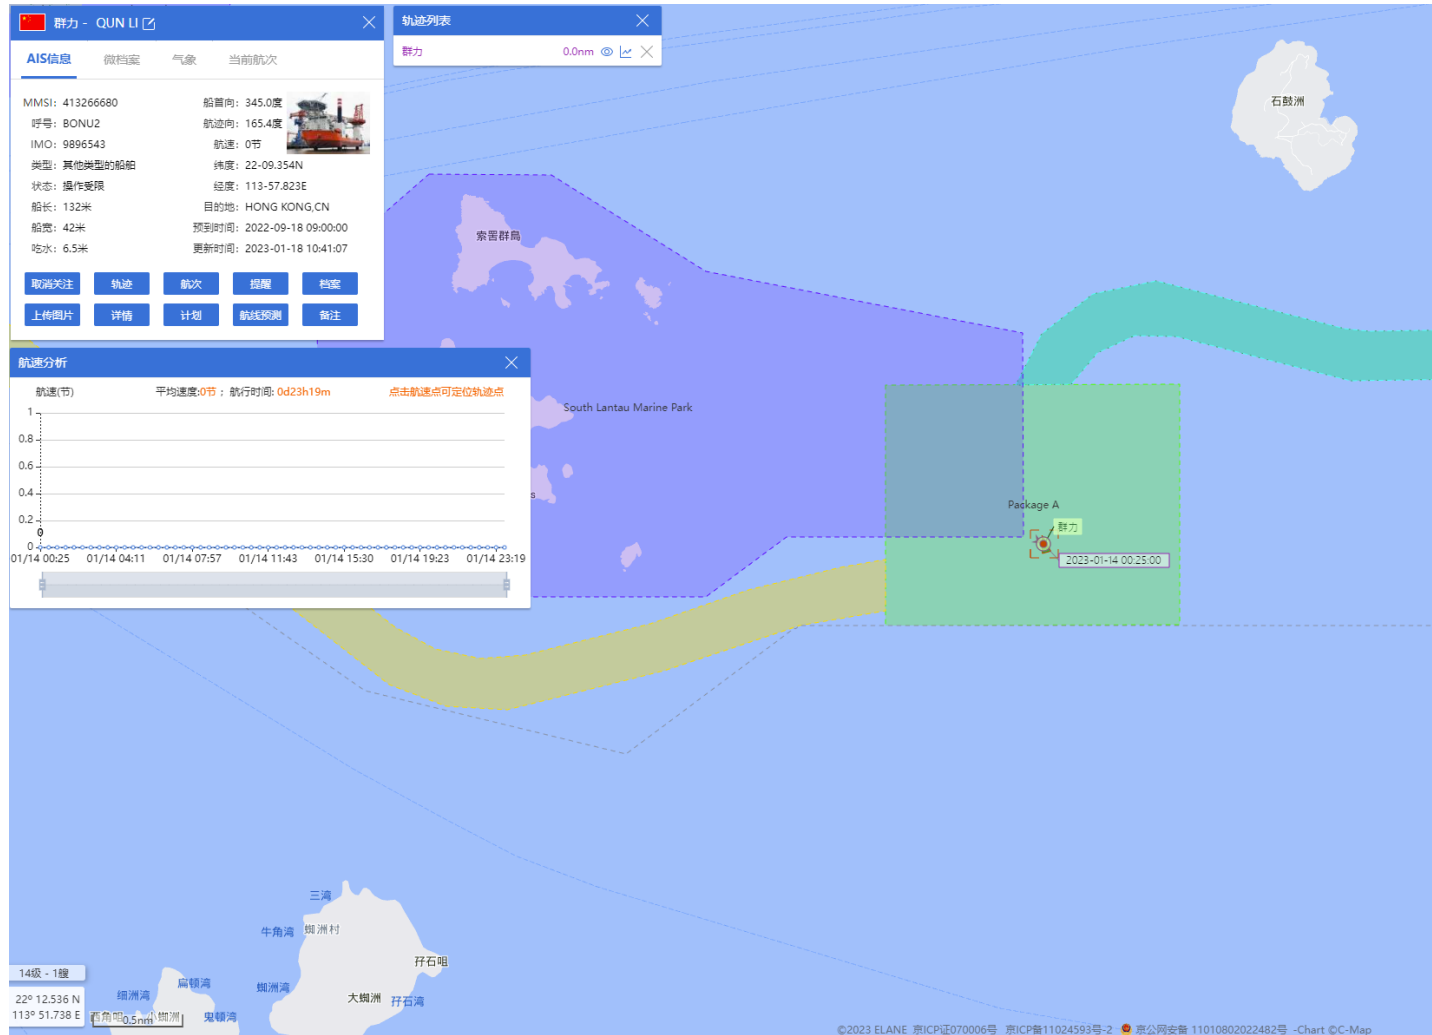 群力 - QUN LI
AIS信息 微档案 气象 当前航次
MMSI: 413266680 船首向: 345.0度
呼号: BONU2 航迹向: 165.4度
IMO: 9896543 航速: 0节
类型: 其他类型的船舶 纬度: 22-09.354N
状态: 操作受限 经度: 113-57.823E
船长: 132米 目的地: HONG KONG,CN
船宽: 42米 预到时间: 2022-09-18 09:00:00
吃水: 6.5米 更新时间: 2023-01-18 10:41:07
取消关注 轨迹 航次 提醒 档案
上传图片 详情 计划 航线预测 备注
轨迹列表
群力 0.0nm
航速分析
航速(节) 平均速度:0节 ; 航行时间: 0d23h19m 点击航速点可定位轨迹点
1
0.8
0.6
0.4
0.2
0
0
01/14 00:25 01/14 04:11 01/14 07:57 01/14 11:43 01/14 15:30 01/14 19:23 01/14 23:19
石鼓洲
索罟群岛
South Lantau Marine Park
s
Package A
群力
2023-01-14 00:25:00
三湾
牛角湾 蜘洲村
孖石咀
扁頓湾 蜘洲湾 大蜘洲 孖石湾
细洲湾
西角咀 小蜘洲 鬼頓湾
0.5nm
14级 - 1艘
22º 12.536 N
113º 51.738 E
©2023 ELANE 京ICP证070006号 京ICP备11024593号-2 京公网安备 11010802022482号 -Chart ©C-Map